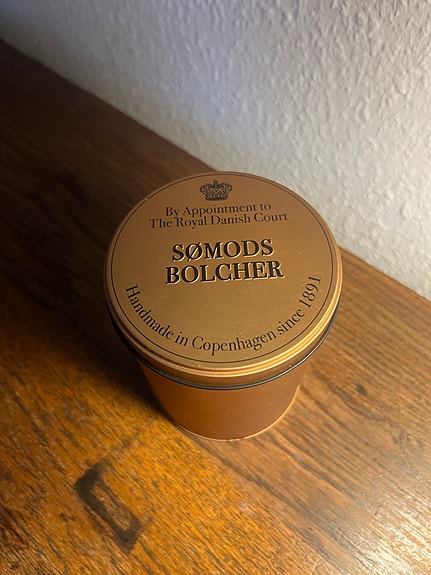 By Appointment to
The Royal Danish Court
SØMODS
BOLCHER
Handmade in Copenhagen since 1891